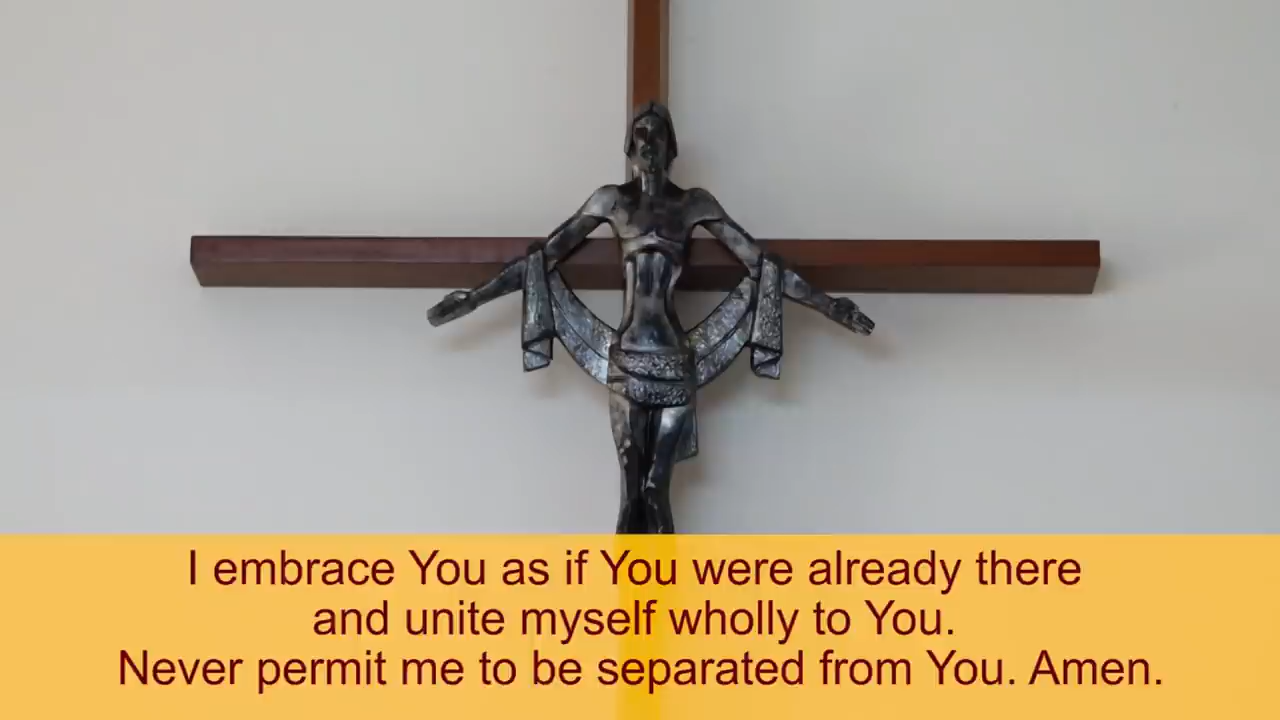 I embrace You as if You were already there
and unite myself wholly to You.
Never permit me to be separated from You. Amen.